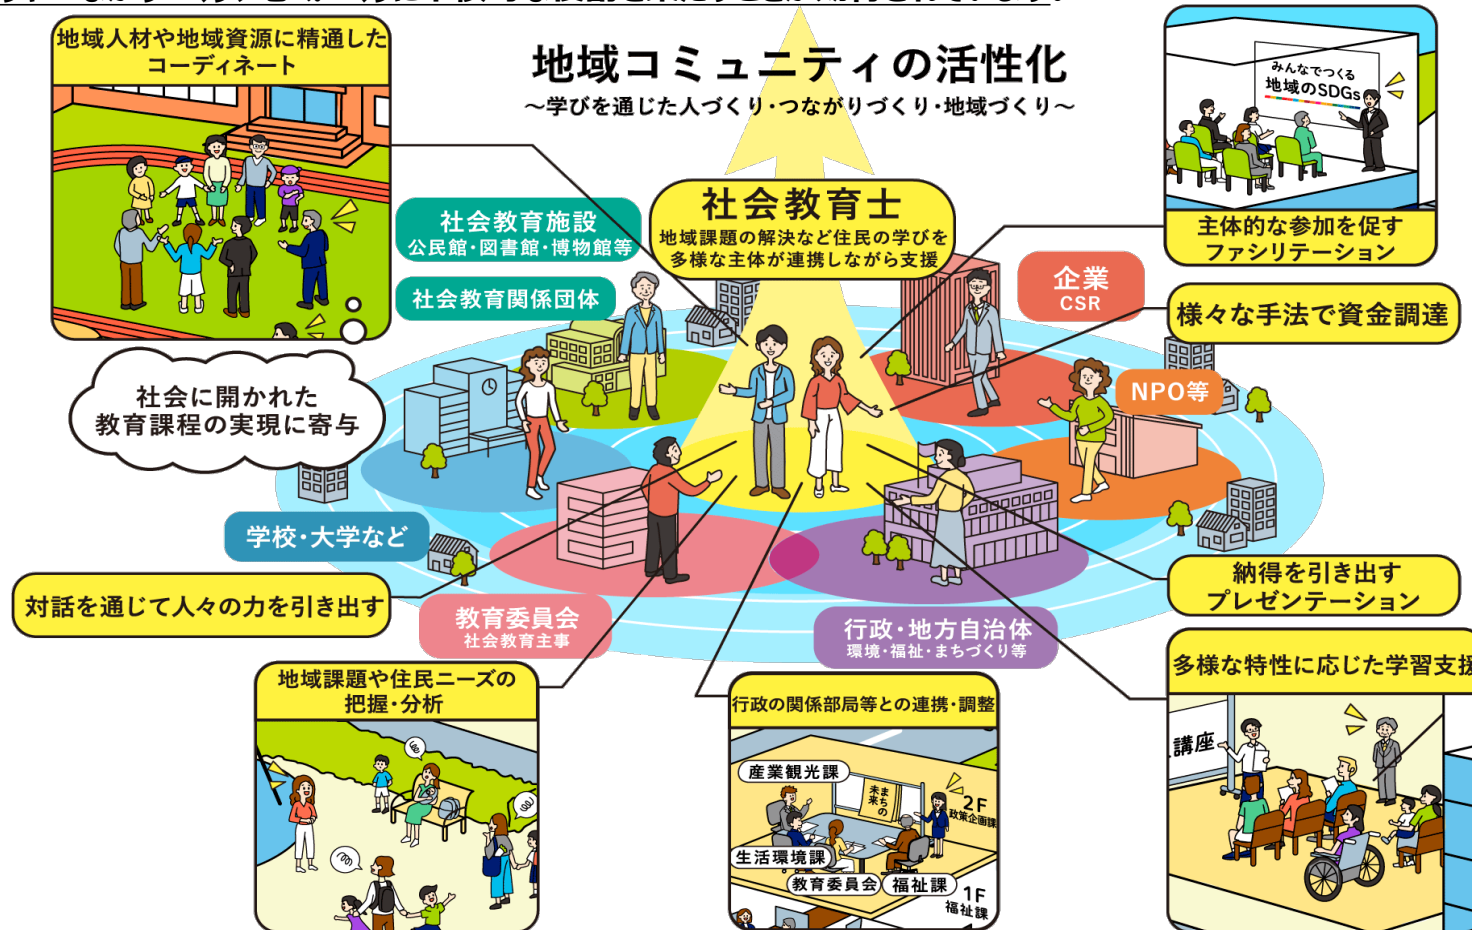 地域コミュニティの活性化
～学びを通じた人づくり・つながりづくり・地域づくり～
地域人材や地域資源に精通した
コーディネート
みんなでつくる
地域のSDGs
主体的な参加を促す
ファシリテーション
社会教育士
地域課題の解決など住民の学びを
多様な主体が連携しながら支援
社会教育施設
公民館・図書館・博物館等
社会教育関係団体
企業
CSR
様々な手法で資金調達
NPO等
社会に開かれた
教育課程の実現に寄与
学校・大学など
対話を通じて人々の力を引き出す
教育委員会
社会教育主事
行政・地方自治体
環境・福祉・まちづくり等
納得を引き出す
プレゼンテーション
地域課題や住民ニーズの
把握・分析
行政の関係部局等との連携・調整
産業観光課
まちの
未来
2F
政策企画課
生活環境課
教育委員会
福祉課
1F
福祉課
多様な特性に応じた学習支援
講座